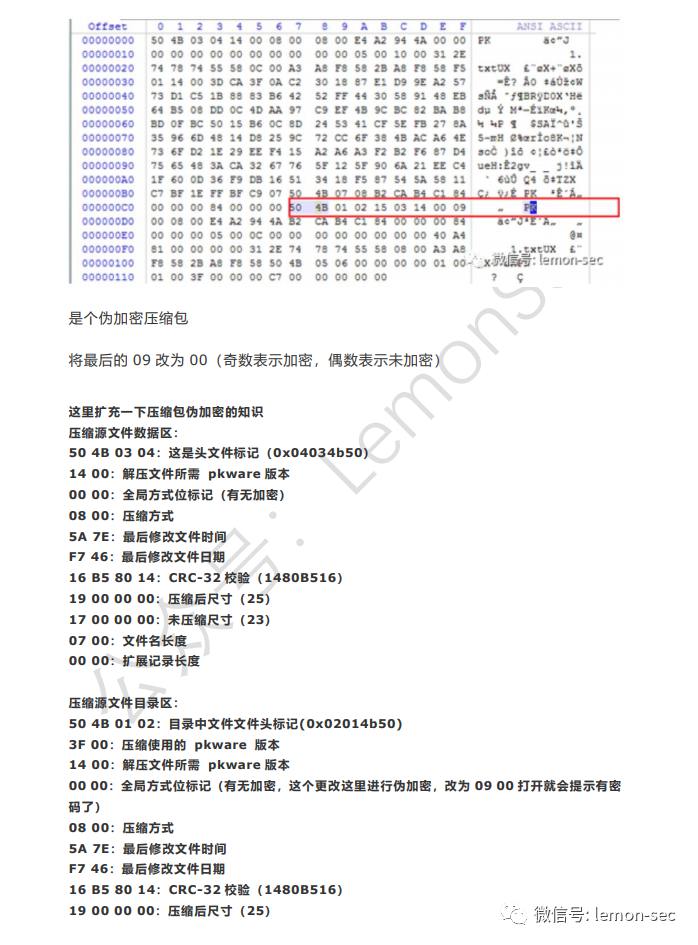 Offset 0 1 2 3 4 5 6 7 8 9 A B C D E F ANSI ASCII
00000000 50 4B 03 04 14 00 08 00 08 00 E4 A2 94 4A 00 00 PK
00000010 00 00 00 00 00 00 00 00 00 00 05 00 10 00 31 2E 1.
00000020 74 78 74 55 58 0C 00 A3 A8 F8 58 2B A8 F8 58 F5
00000030 01 14 00 3D CA 3F 0A C2 30 18 87 E1 D9 9E A2 57
00000040 73 D1 C5 1B 88 83 B6 42 52 FF 44 30 58 91 48 EB
00000050 64 B5 08 DD 0C 4D AA 97 C9 EF 4B 9C BC 82 BA B8
00000060 BD 0F BC 50 15 B6 0C 8D 24 53 41 CF 5E FB 27 8A
00000070 35 96 6D 48 14 D8 25 9C 72 CC 6F 38 4B AC A6 4E
00000080 73 6F D2 1E 29 EE F4 15 A2 A6 A3 F2 B2 F6 87 D4
00000090 75 65 48 3A CA 32 67 76 5F 12 5F 90 6A 21 EE C4
000000A0 1F 60 0D 36 F9 DB 16 51 34 18 F5 87 54 5A 58 11
000000B0 C7 BF 1E FF BF C9 07 50 4B 07 08 B2 CA B4 C1 84
000000C0 00 00 00 84 00 00 00 50 4B 01 02 15 03 14 00 09 PK
000000D0 00 08 00 E4 A2 94 4A B2 CA B4 C1 84 00 00 00 84
000000E0 00 00 00 05 00 0C 00 00 00 00 00 00 00 00 40 A4
000000F0 81 00 00 00 00 31 2E 74 78 74 55 58 08 00 A3 A8
00000100 F8 58 2B A8 F8 58 50 4B 05 06 00 00 00 00 01 00
00000110 01 00 3F 00 00 00 C7 00 00 00 00 00 ? Ç
微信号: lemon-sec
是个伪加密压缩包
将最后的 09 改为 00（奇数表示加密，偶数表示未加密）
这里扩充一下压缩包伪加密的知识
压缩源文件数据区：
50 4B 03 04：这是头文件标记（0x04034b50）
14 00：解压文件所需 pkware 版本
00 00：全局方式位标记（有无加密）
08 00：压缩方式
5A 7E：最后修改文件时间
F7 46：最后修改文件日期
16 B5 80 14：CRC-32 校验（1480B516）
19 00 00 00：压缩后尺寸（25）
17 00 00 00：未压缩尺寸（23）
07 00：文件名长度
00 00：扩展记录长度
压缩源文件目录区：
50 4B 01 02：目录中文件文件头标记(0x02014b50)
3F 00：压缩使用的 pkware 版本
14 00：解压文件所需 pkware 版本
00 00：全局方式位标记（有无加密，这个更改这里进行伪加密，改为 09 00 打开就会提示有密
码了）
08 00：压缩方式
5A 7E：最后修改文件时间
F7 46：最后修改文件日期
16 B5 80 14：CRC-32 校验（1480B516）
19 00 00 00：压缩后尺寸（25）
公众号：LemonS
微信号: lemon-sec